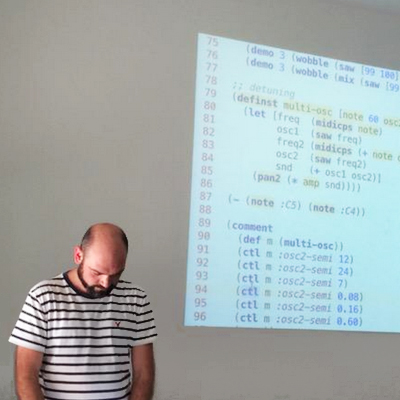 75 (demo 3 (wobble (saw [99 100]
76 (demo 3 (wobble (mix (saw [99
77
78 ;; detuning
79 (definst multi-osc [note 60 osc2
80 (let [freq (midicps note)
81 osc1 (saw freq)
82 freq2 (midicps (+ note
83 osc2 (saw freq2)
84 snd (+ osc1 osc2)]
85 (pan2 (* amp snd))))
86
87 (- (note :C5) (note :C4))
88
89 (comment
90 (def m (multi-osc))
91 (ctl m :osc2-semi 12)
92 (ctl m :osc2-semi 24)
93 (ctl m :osc2-semi 7)
94 (ctl m :osc2-semi 0.08)
95 (ctl m :osc2-semi 0.16)
96 (ctl m :osc2-semi 0.60)